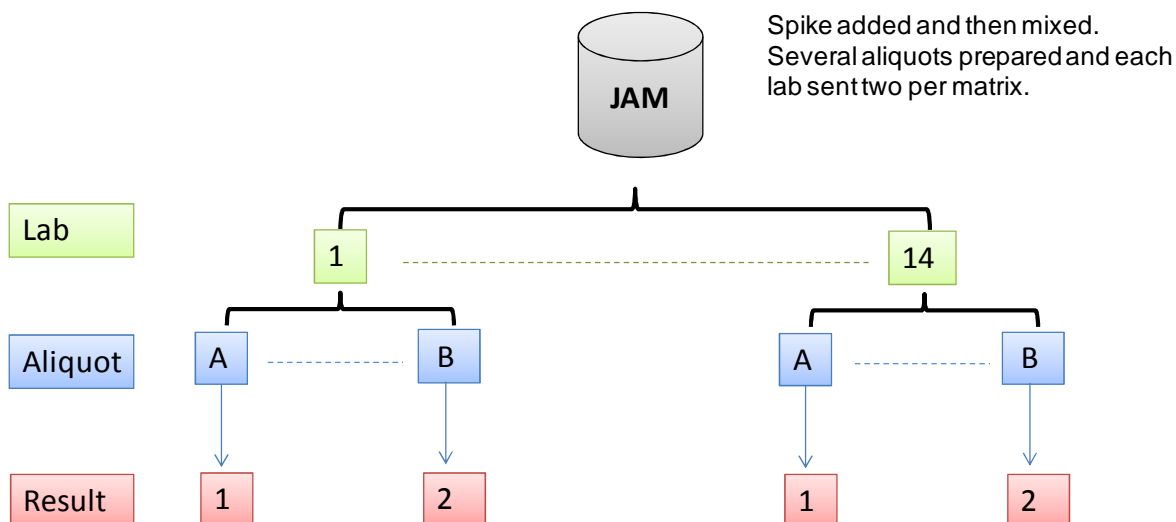 Spike added and then mixed.
Several aliquots prepared and each
lab sent two per matrix.
JAM
Lab
1
14
Aliquot
A
B
A
B
Result
1
2
1
2